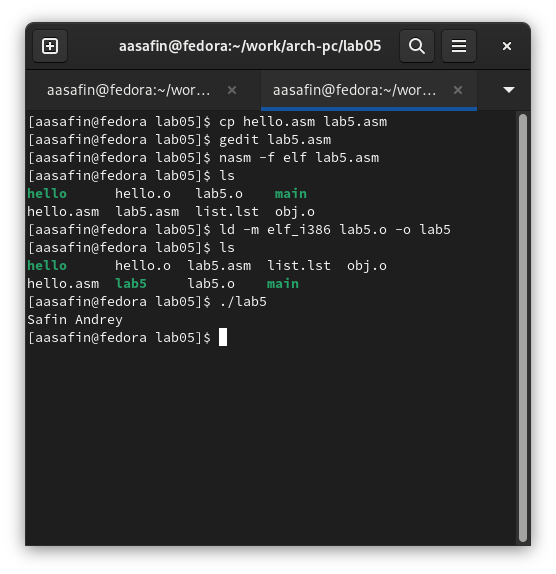 aasafin@fedora:~/work/arch-pc/lab05
aasafin@fedora:~/wor... × aasafin@fedora:~/wor... ×
[aasafin@fedora lab05]$ cp hello.asm lab5.asm
[aasafin@fedora lab05]$ gedit lab5.asm
[aasafin@fedora lab05]$ nasm -f elf lab5.asm
[aasafin@fedora lab05]$ ls
hello      hello.o   lab5.o    main
hello.asm  lab5.asm  list.lst  obj.o
[aasafin@fedora lab05]$ ld -m elf_i386 lab5.o -o lab5
[aasafin@fedora lab05]$ ls
hello      hello.o  lab5.asm  list.lst  obj.o
hello.asm  lab5     lab5.o    main
[aasafin@fedora lab05]$ ./lab5
Safin Andrey
[aasafin@fedora lab05]$